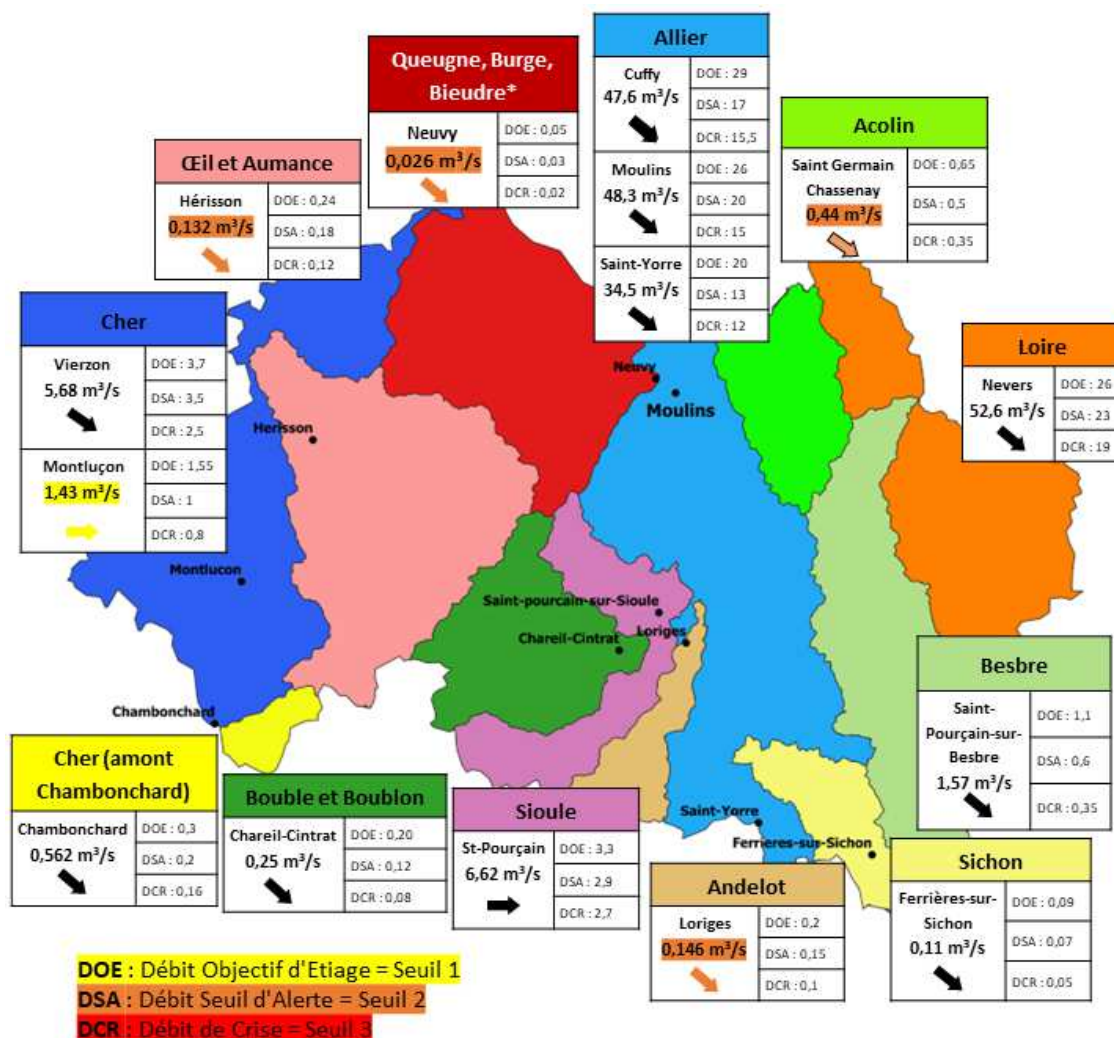 Allier
Cuffy
47,6 m³/s
DOE : 29
DSA : 17
DCR : 15,5
Moulins
48,3 m³/s
DOE : 26
DSA : 20
DCR : 15
Saint-Yorre
34,5 m³/s
DOE : 20
DSA : 13
DCR : 12
Queugne, Burge,
Bieudre*
Neuvy
0,026 m³/s
DOE : 0,05
DSA : 0,03
DCR : 0,02
Acolin
Saint Germain
Chassenay
0,44 m³/s
DOE : 0,65
DSA : 0,5
DCR : 0,35
Œil et Aumance
Hérisson
0,132 m³/s
DOE : 0,24
DSA : 0,18
DCR : 0,12
Cher
Vierzon
5,68 m³/s
DOE : 3,7
DSA : 3,5
DCR : 2,5
Montluçon
1,43 m³/s
DOE : 1,55
DSA : 1
DCR : 0,8
Loire
Nevers
52,6 m³/s
DOE : 26
DSA : 23
DCR : 19
Neuvy
Moulins
Herisson
Montlucon
Saint-pourcain-sur-Sioule
Chareil-Cintrat
Loriges
Chambonchard
Saint-Yorre
Ferrieres-sur-Sichon
Besbre
Saint-
Pourçain-sur-
Besbre
1,57 m³/s
DOE : 1,1
DSA : 0,6
DCR : 0,35
Cher (amont
Chambonchard)
Chambonchard
0,562 m³/s
DOE : 0,3
DSA : 0,2
DCR : 0,16
Bouble et Boublon
Chareil-Cintrat
0,25 m³/s
DOE : 0,20
DSA : 0,12
DCR : 0,08
Sioule
St-Pourçain
6,62 m³/s
DOE : 3,3
DSA : 2,9
DCR : 2,7
Andelot
Loriges
0,146 m³/s
DOE : 0,2
DSA : 0,15
DCR : 0,1
Sichon
Ferrières-sur-
Sichon
0,11 m³/s
DOE : 0,09
DSA : 0,07
DCR : 0,05
DOE : Débit Objectif d'Etiage = Seuil 1
DSA : Débit Seuil d'Alerte = Seuil 2
DCR : Débit de Crise = Seuil 3